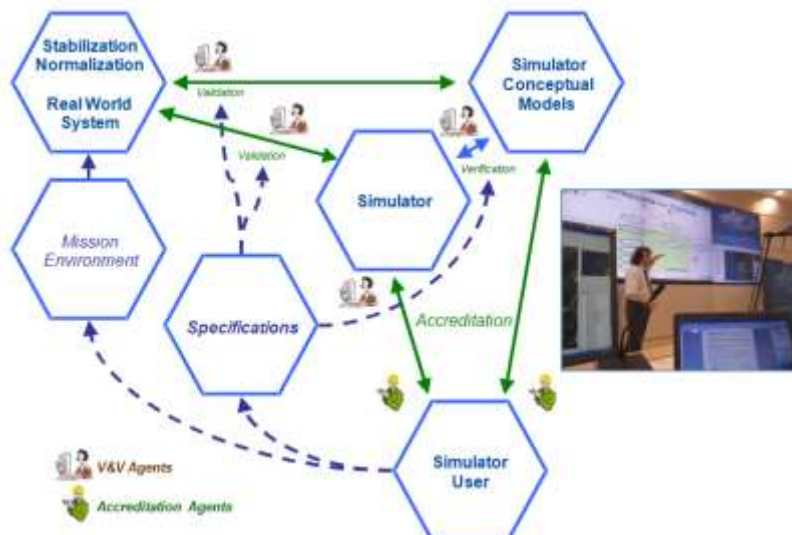 Stabilization
Normalization
Real World
System
Simulator
Conceptual
Models
Validation
Validation
Verification
Simulator
Mission
Environment
Specifications
Accreditation
Simulator
User
V&V Agents
Accreditation Agents